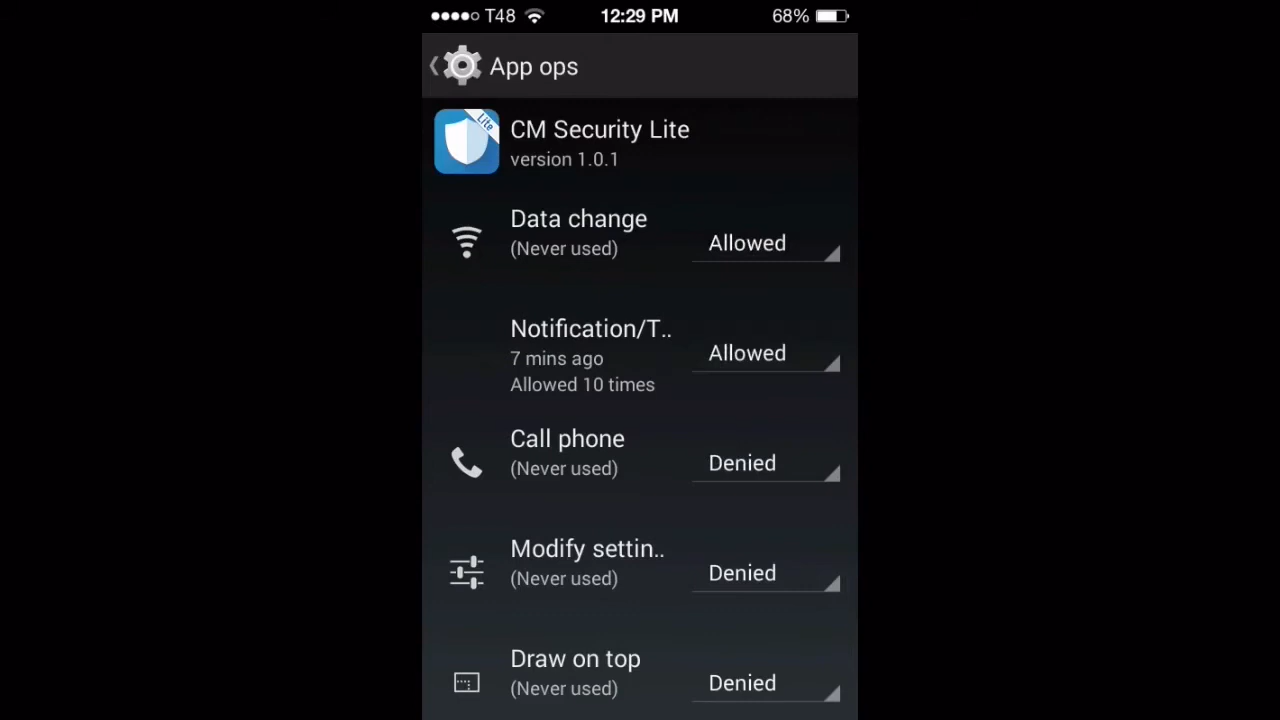 T48 12:29 PM 68%
App ops
Lite
CM Security Lite
version 1.0.1
Data change
(Never used)
Allowed
Notification/T..
7 mins ago
Allowed 10 times
Allowed
Call phone
(Never used)
Denied
Modify settin..
(Never used)
Denied
Draw on top
(Never used)
Denied